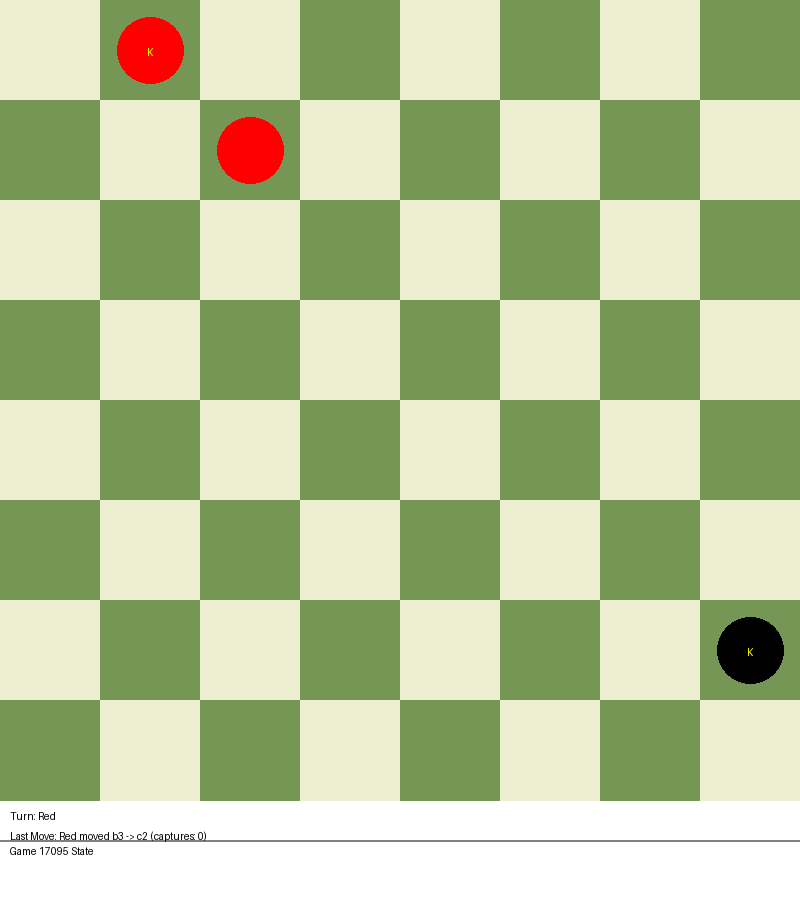 K
K
Turn: Red
Last Move: Red moved b3 -> c2 (captures: 0)
Game 17095 State